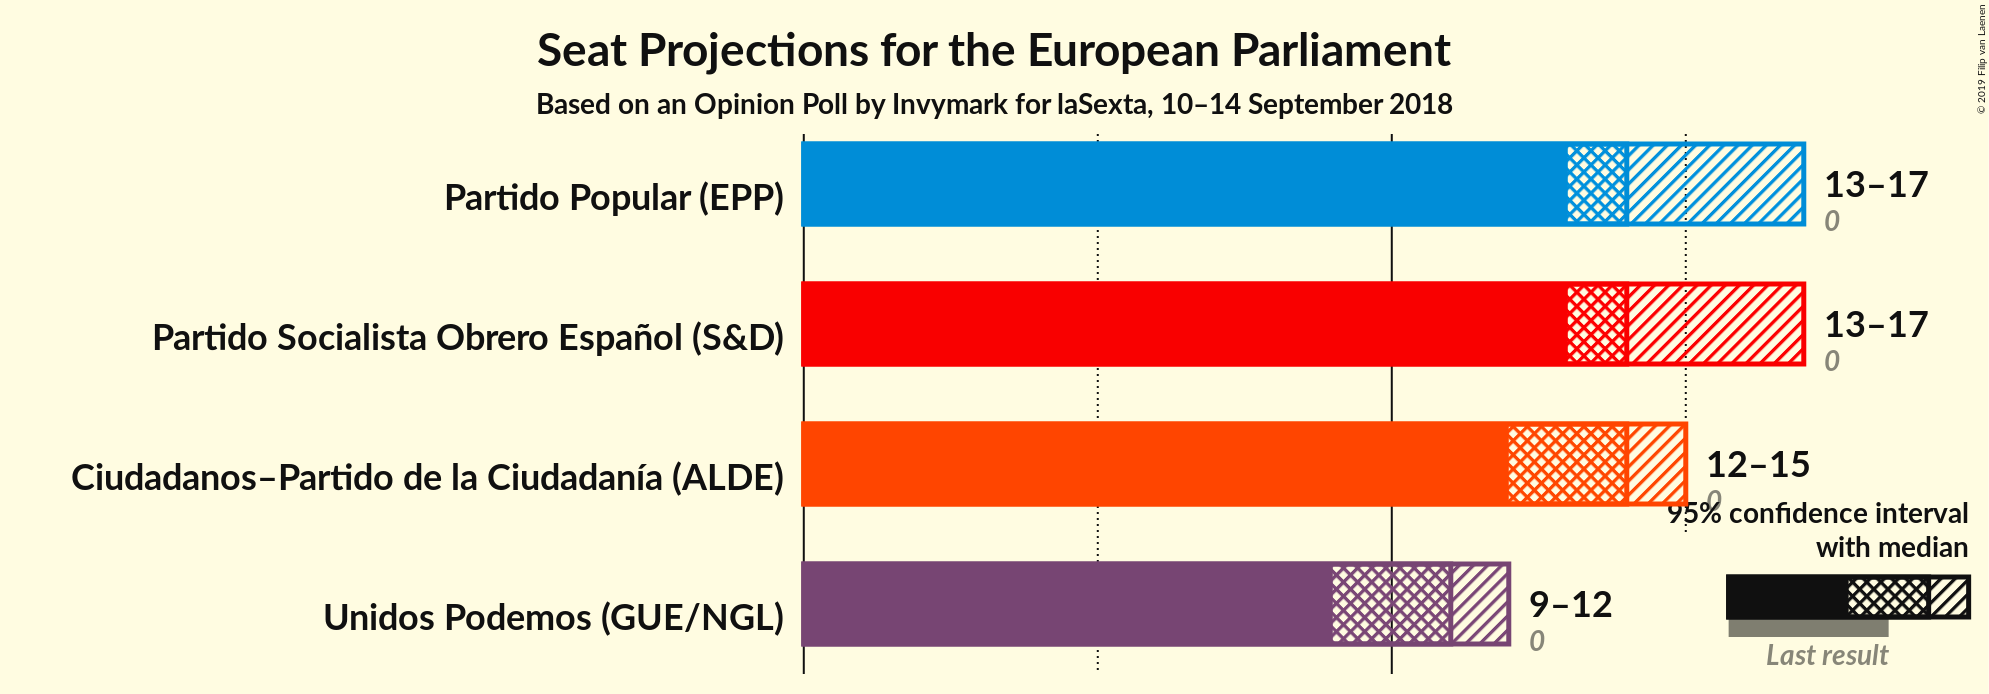 Seat Projections for the European Parliament
Based on an Opinion Poll by Invymark for laSexta, 10–14 September 2018
© 2019 Filip van Laenen
Partido Popular (EPP)
13–17
0
Partido Socialista Obrero Español (S&D)
13–17
0
Ciudadanos–Partido de la Ciudadanía (ALDE)
12–15
0
95% confidence interval
with median
Unidos Podemos (GUE/NGL)
9–12
0
Last result